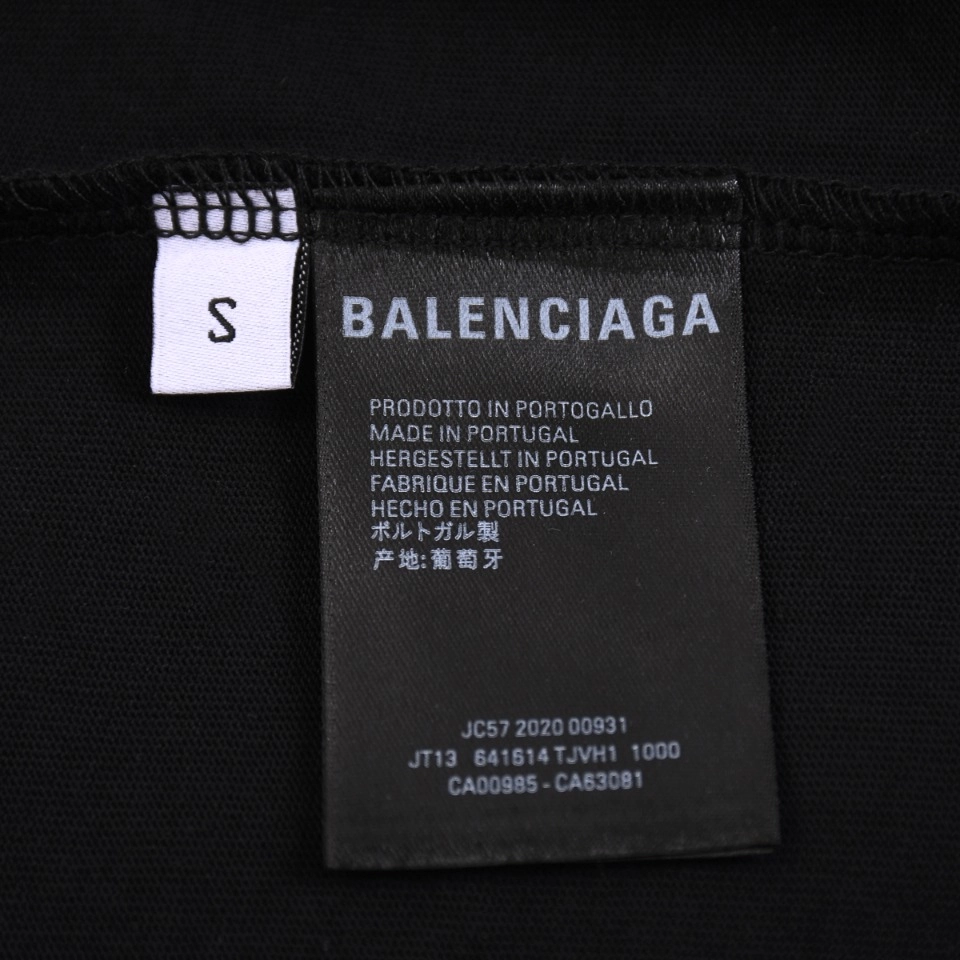 S
BALENCIAGA
PRODOTTO IN PORTOGALLO
MADE IN PORTUGAL
HERGESTELLT IN PORTUGAL
FABRIQUE EN PORTUGAL
HECHO EN PORTUGAL
ポルトガル製
产地:葡萄牙
JC57 2020 00931
JT13 641614 TJVH1 1000
CA00985 - CA63081